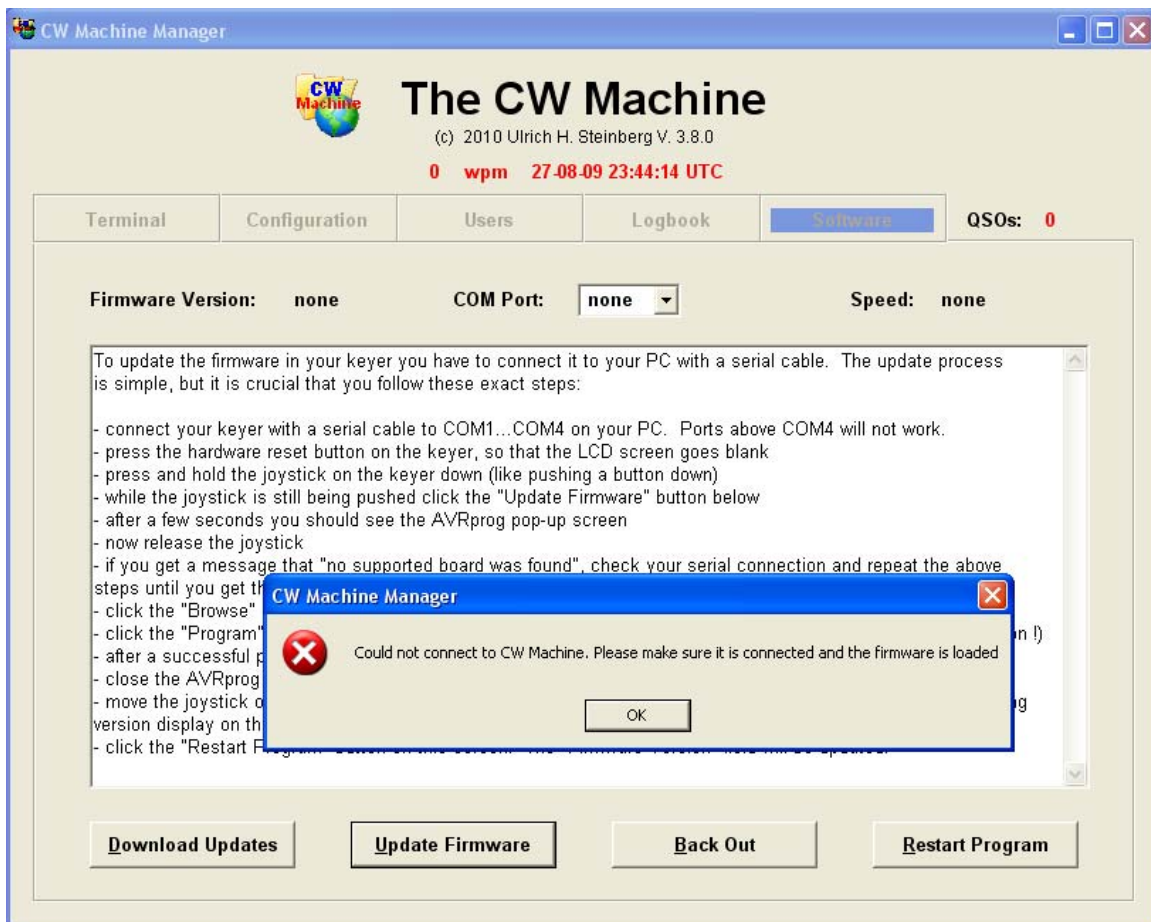 CW Machine Manager
CW
Machine
The CW Machine
(c) 2010 Ulrich H. Steinberg V. 3.8.0
0 wpm 27-08-09 23:44:14 UTC
Terminal Configuration Users Logbook Software QSOs: 0
Firmware Version: none COM Port: none Speed: none
To update the firmware in your keyer you have to connect it to your PC with a serial cable. The update process
is simple, but it is crucial that you follow these exact steps:
- connect your keyer with a serial cable to COM1...COM4 on your PC. Ports above COM4 will not work.
- press the hardware reset button on the keyer, so that the LCD screen goes blank
- press and hold the joystick on the keyer down (like pushing a button down)
- while the joystick is still being pushed click the "Update Firmware" button below
- after a few seconds you should see the AVRprog pop-up screen
- now release the joystick
- if you get a message that "no supported board was found", check your serial connection and repeat the above
steps until you get
- click the "Browse"
- click the "Program" !)
- after a successful
- close the AVRprog
- move the joystick
version display on
- click the "Restart
CW Machine Manager
Could not connect to CW Machine. Please make sure it is connected and the firmware is loaded
OK
Download Updates Update Firmware Back Out Restart Program